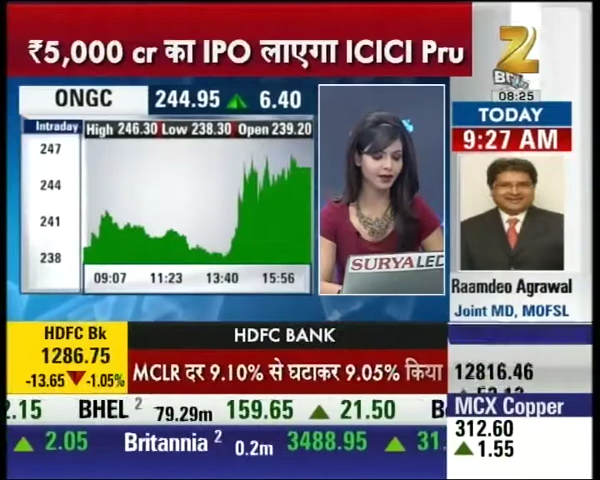 ₹5,000 cr का IPO लाएगा ICICI Pru
Z
08:25
ONGC 244.95 6.40
TODAY
9:27 AM
Intraday High 246.30 Low 238.30 Open 239.20
247
244
241
238
09:07 11:23 13:40 15:56
SURYALED
Raamdeo Agrawal
Joint MD, MOFSL
HDFC Bk
1286.75
-13.65 -1.05%
HDFC BANK
MCLR दर 9.10% से घटाकर 9.05% किया
12816.46
2.15 BHEL 2 79.29m 159.65 21.50
MCX Copper
312.60
1.55
2.05 Britannia 2 0.2m 3488.95 31.